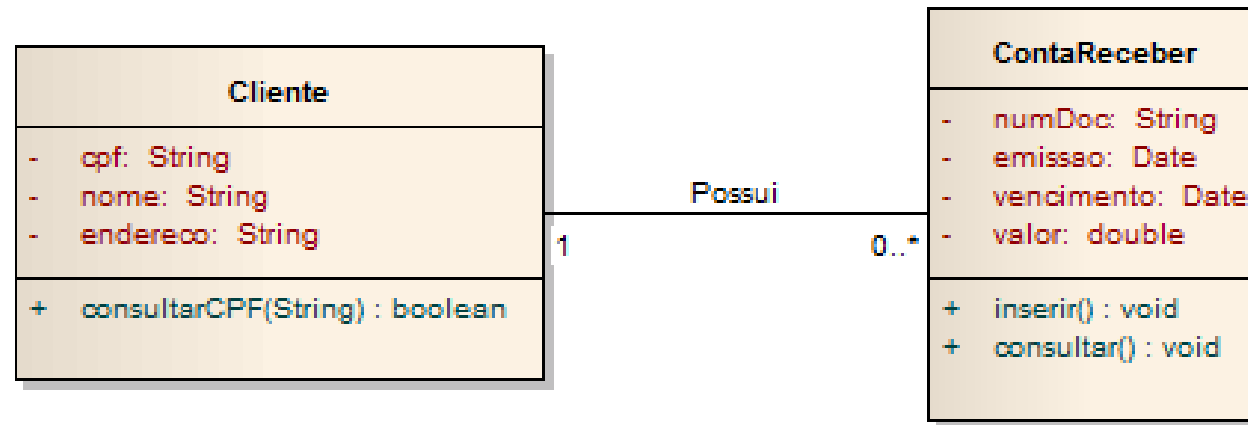 Cliente
- cpf: String
- nome: String
- endereco: String
+ consultarCPF(String) : boolean
Possui
1
0..*
ContaReceber
- numDoc: String
- emissao: Date
- vencimento: Date
- valor: double
+ inserir() : void
+ consultar() : void